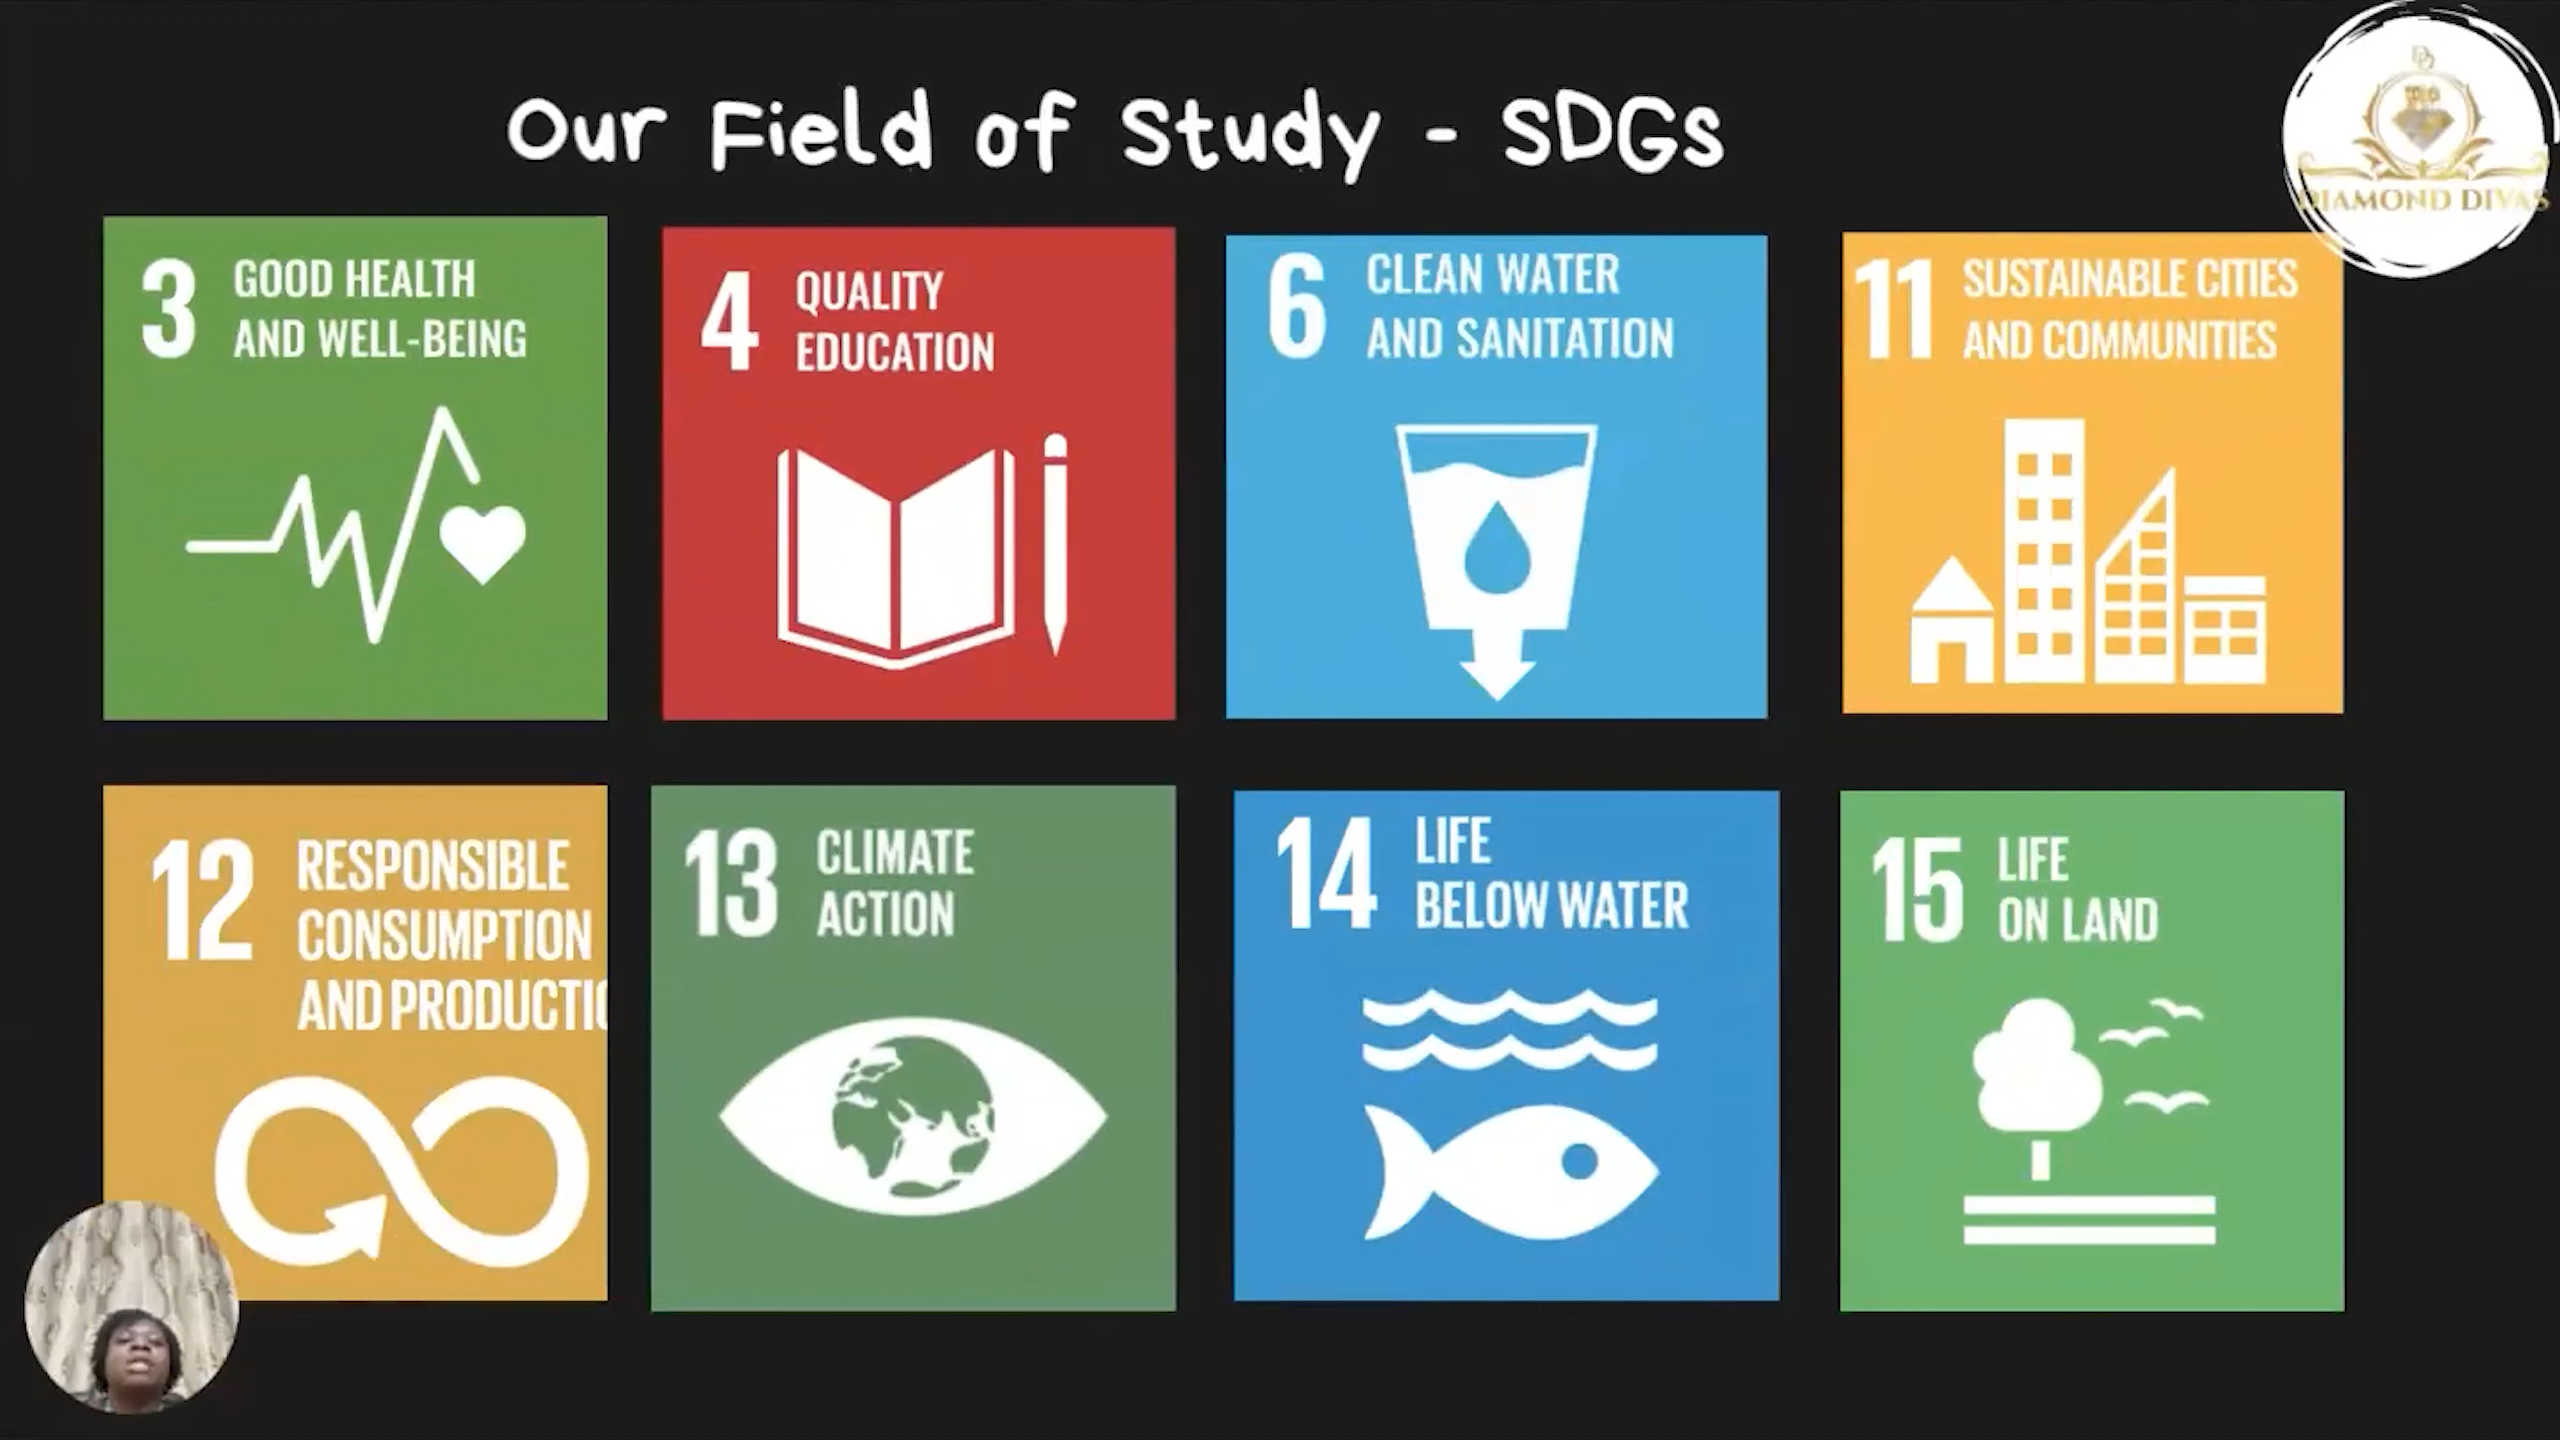 Our Field of Study - SDGs
DIAMOND DIVAS
3 GOOD HEALTH
AND WELL-BEING
4 QUALITY
EDUCATION
6 CLEAN WATER
AND SANITATION
11 SUSTAINABLE CITIES
AND COMMUNITIES
12 RESPONSIBLE
CONSUMPTION
AND PRODUCTIO
13 CLIMATE
ACTION
14 LIFE
BELOW WATER
15 LIFE
ON LAND